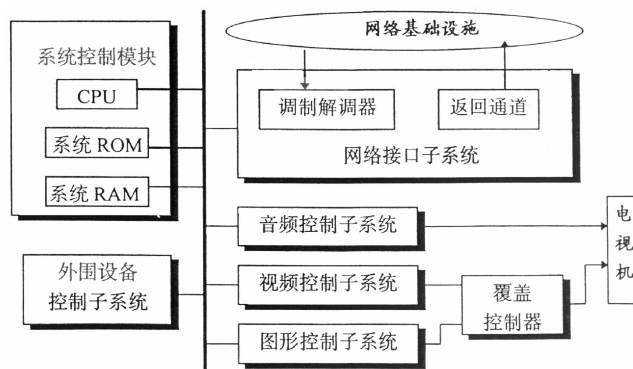 系统控制模块
CPU
系统 ROM
系统 RAM
外围设备
控制子系统
网络基础设施
调制解调器
返回通道
网络接口子系统
音频控制子系统
视频控制子系统
图形控制子系统
覆盖
控制器
电
视
机